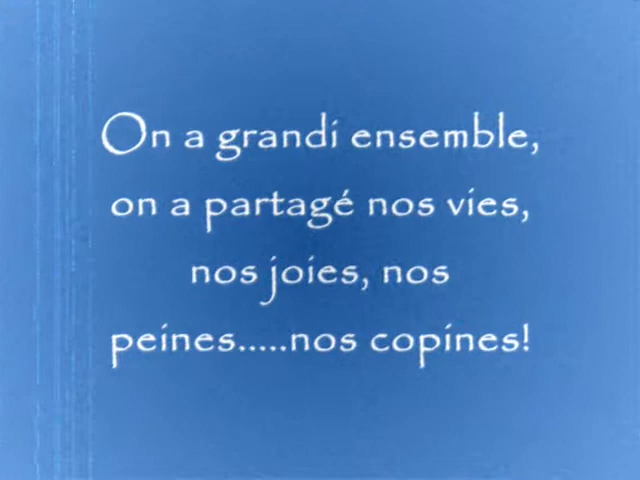 On a grandi ensemble,
on a partagé nos vies,
nos joies, nos
peines.....nos copines!